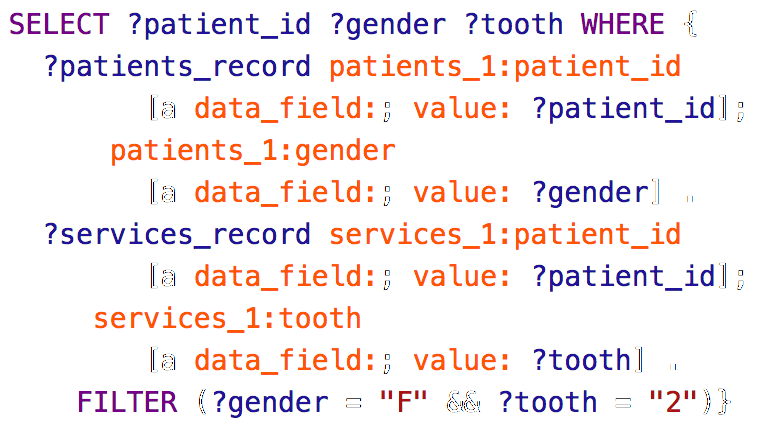 SELECT ?patient_id ?gender ?tooth WHERE {
?patients_record patients_1:patient_id
[a data_field:; value: ?patient_id];
patients_1:gender
[a data_field:; value: ?gender] .
?services_record services_1:patient_id
[a data_field:; value: ?patient_id];
services_1:tooth
[a data_field:; value: ?tooth] .
FILTER (?gender = "F" && ?tooth = "2")}